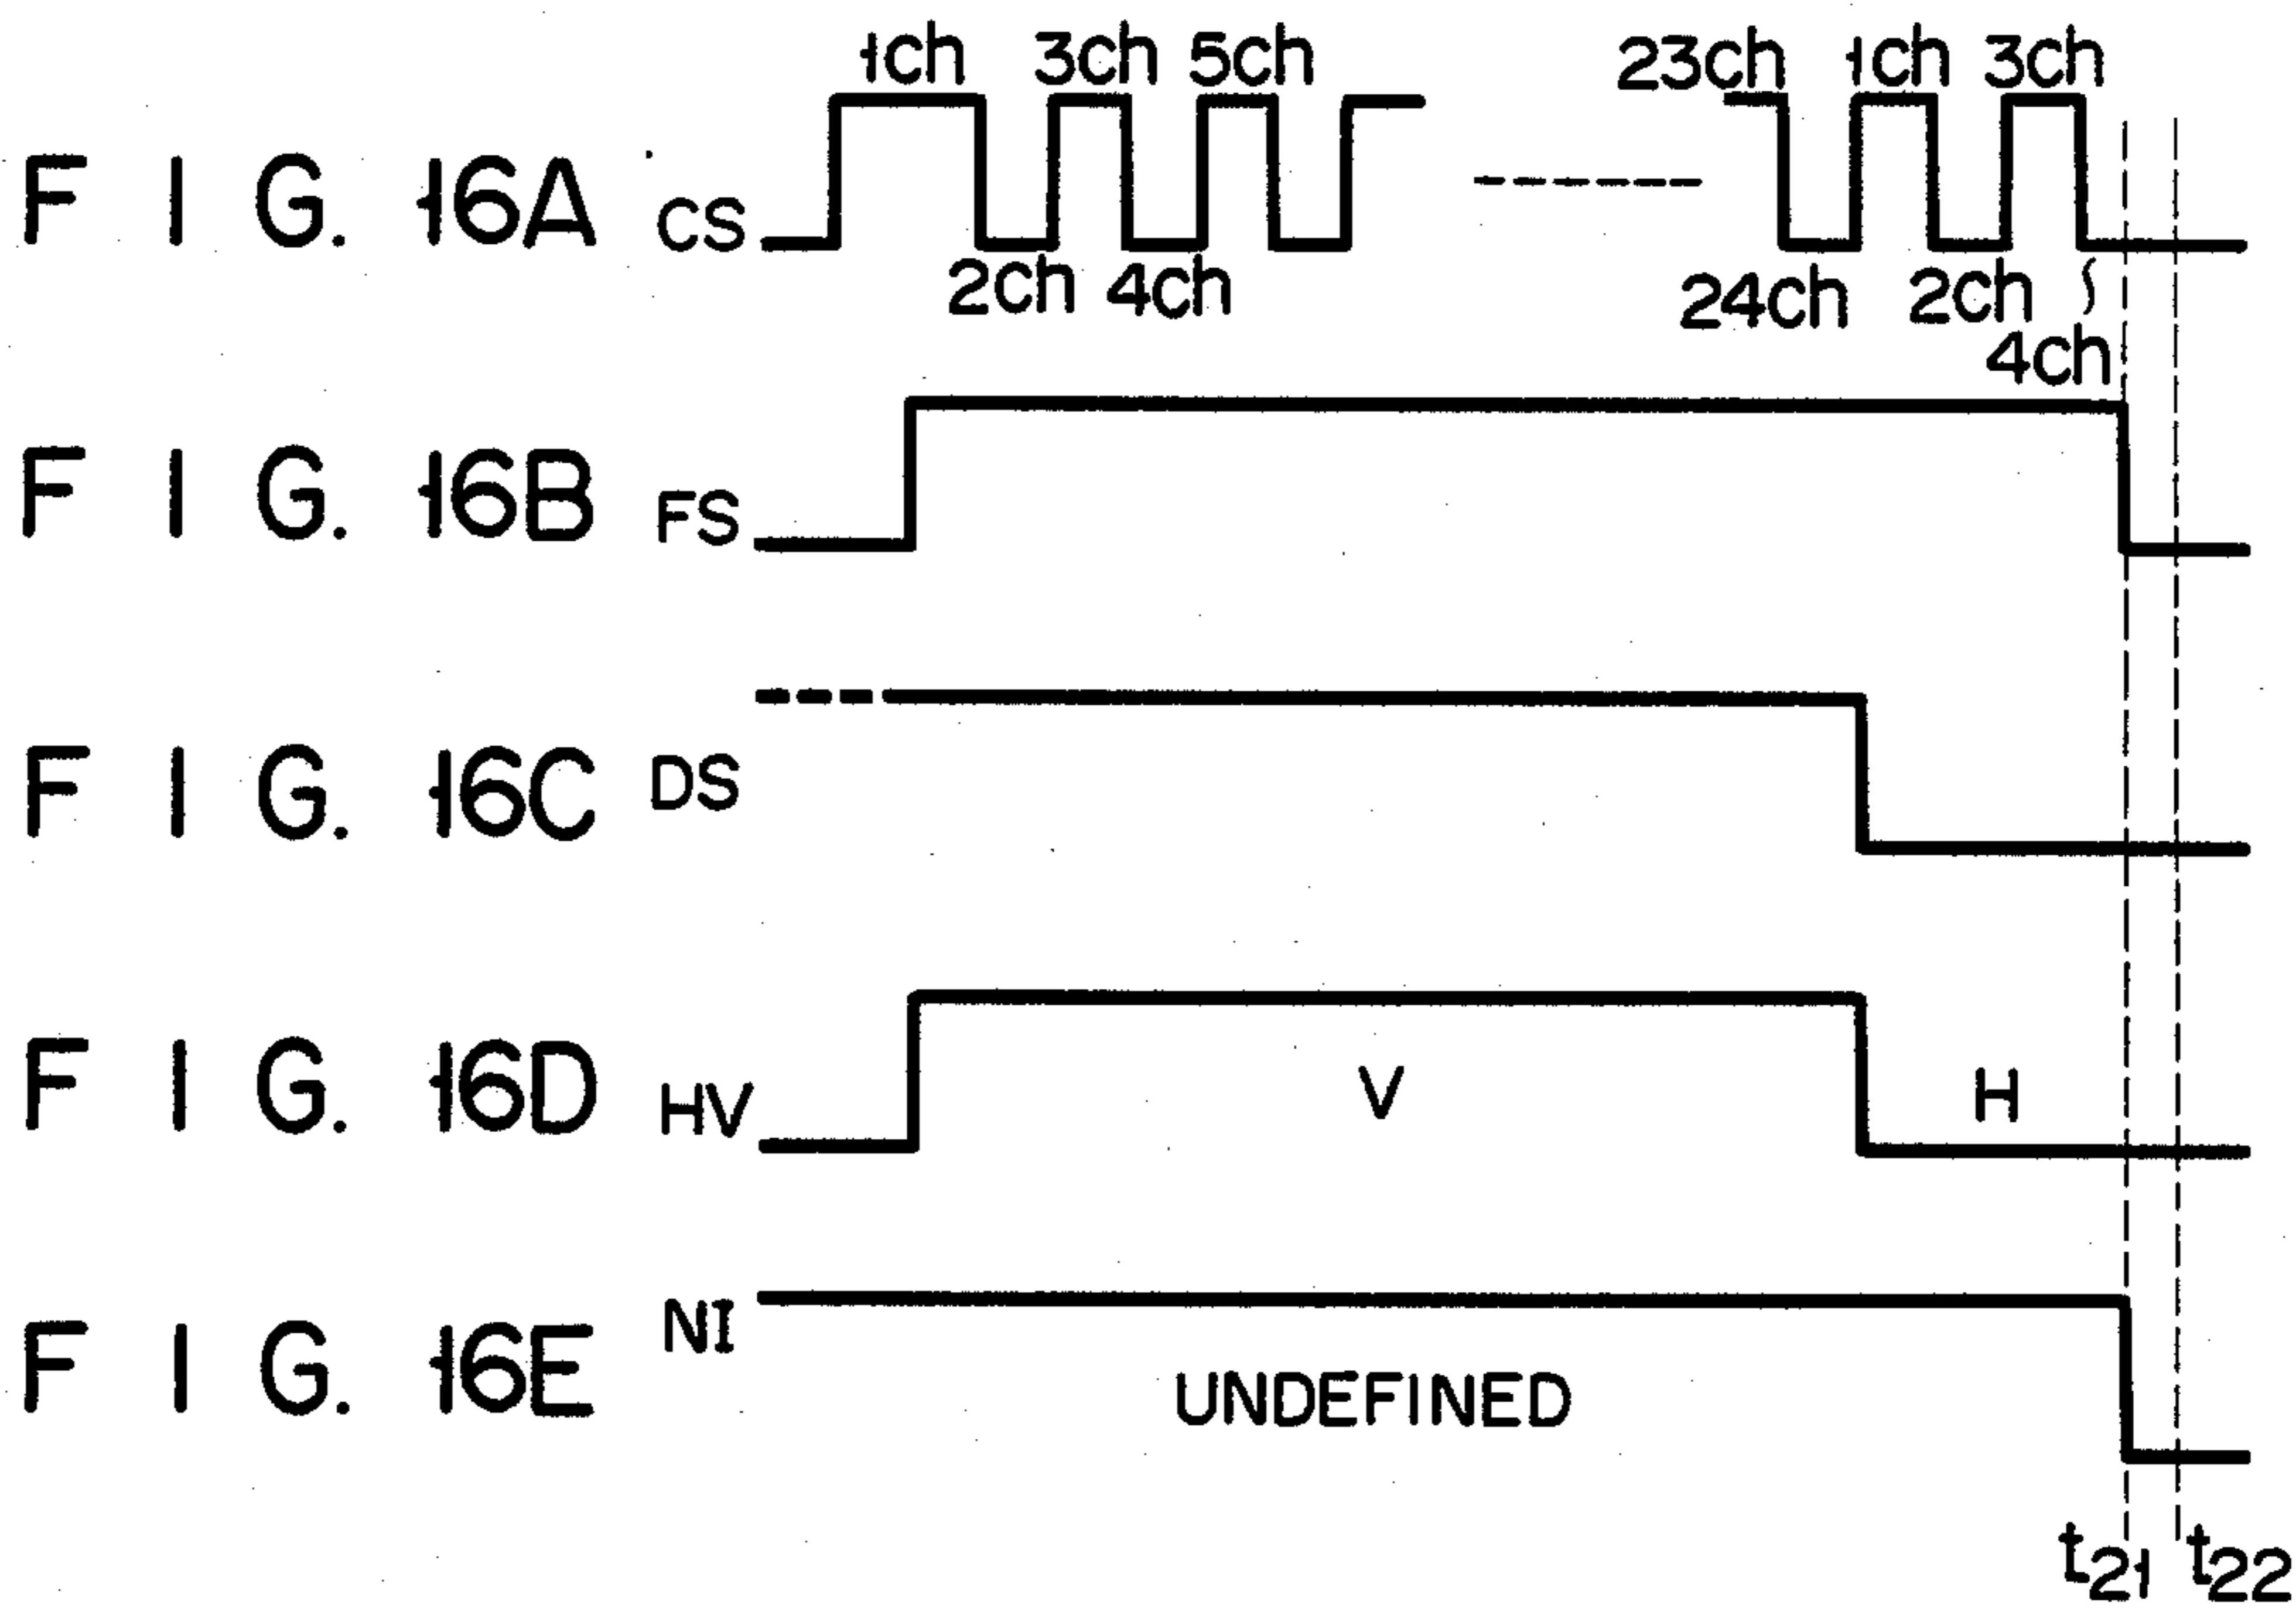 1ch 3ch 5ch 23ch 1ch 3ch
F I G. 16A CS
2ch 4ch 24ch 2ch
4ch
F I G. 16B FS
F I G. 16C DS
F I G. 16D HV V H
F I G. 16E NI
UNDEFINED
t21 t22